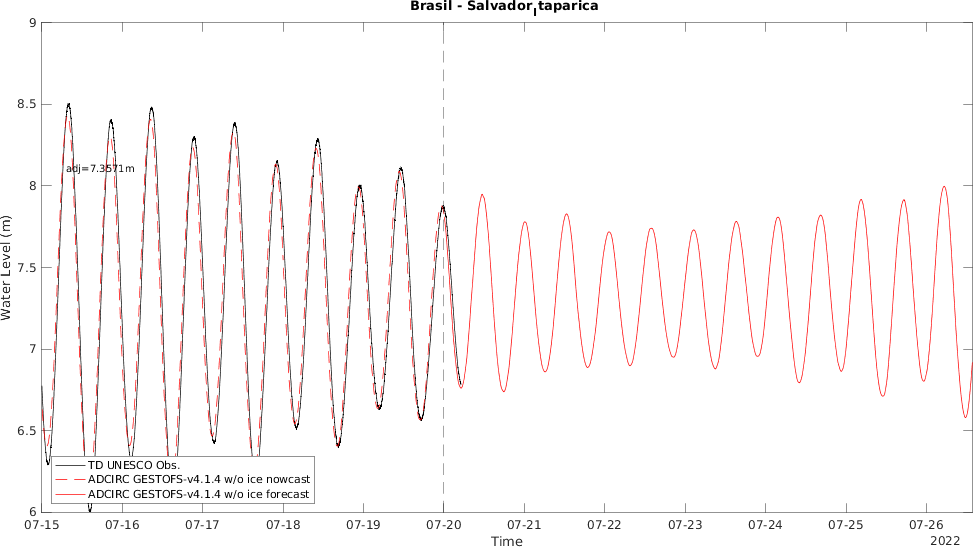 Brasil - Salvador,Itaparica
9
8.5
8
7.5
7
6.5
6
Water Level (m)
adj=7.3571m
TD UNESCO Obs.
ADCIRC GESTOFS-v4.1.4 w/o ice nowcast
ADCIRC GESTOFS-v4.1.4 w/o ice forecast
07-15 07-16 07-17 07-18 07-19 07-20 07-21 07-22 07-23 07-24 07-25 07-26
Time
2022